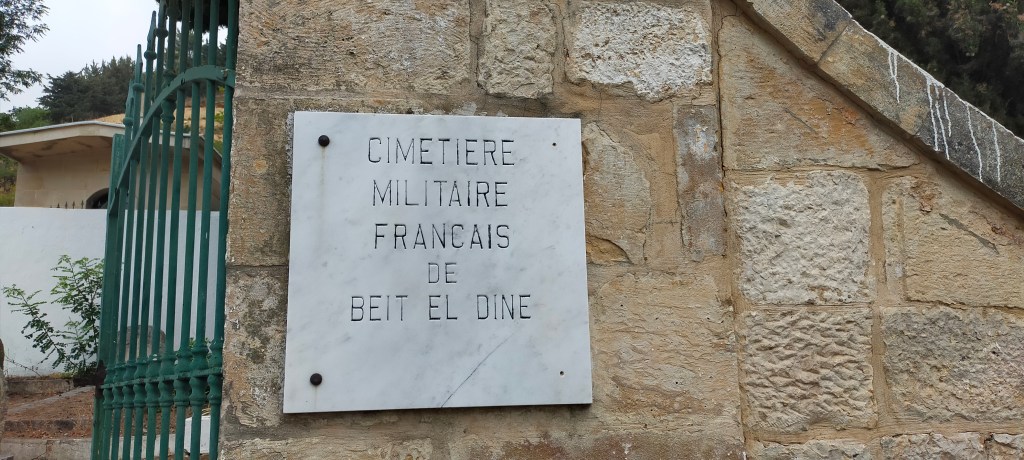 CIMETIERE
MILITAIRE
FRANCAIS
DE
BEIT EL DINE